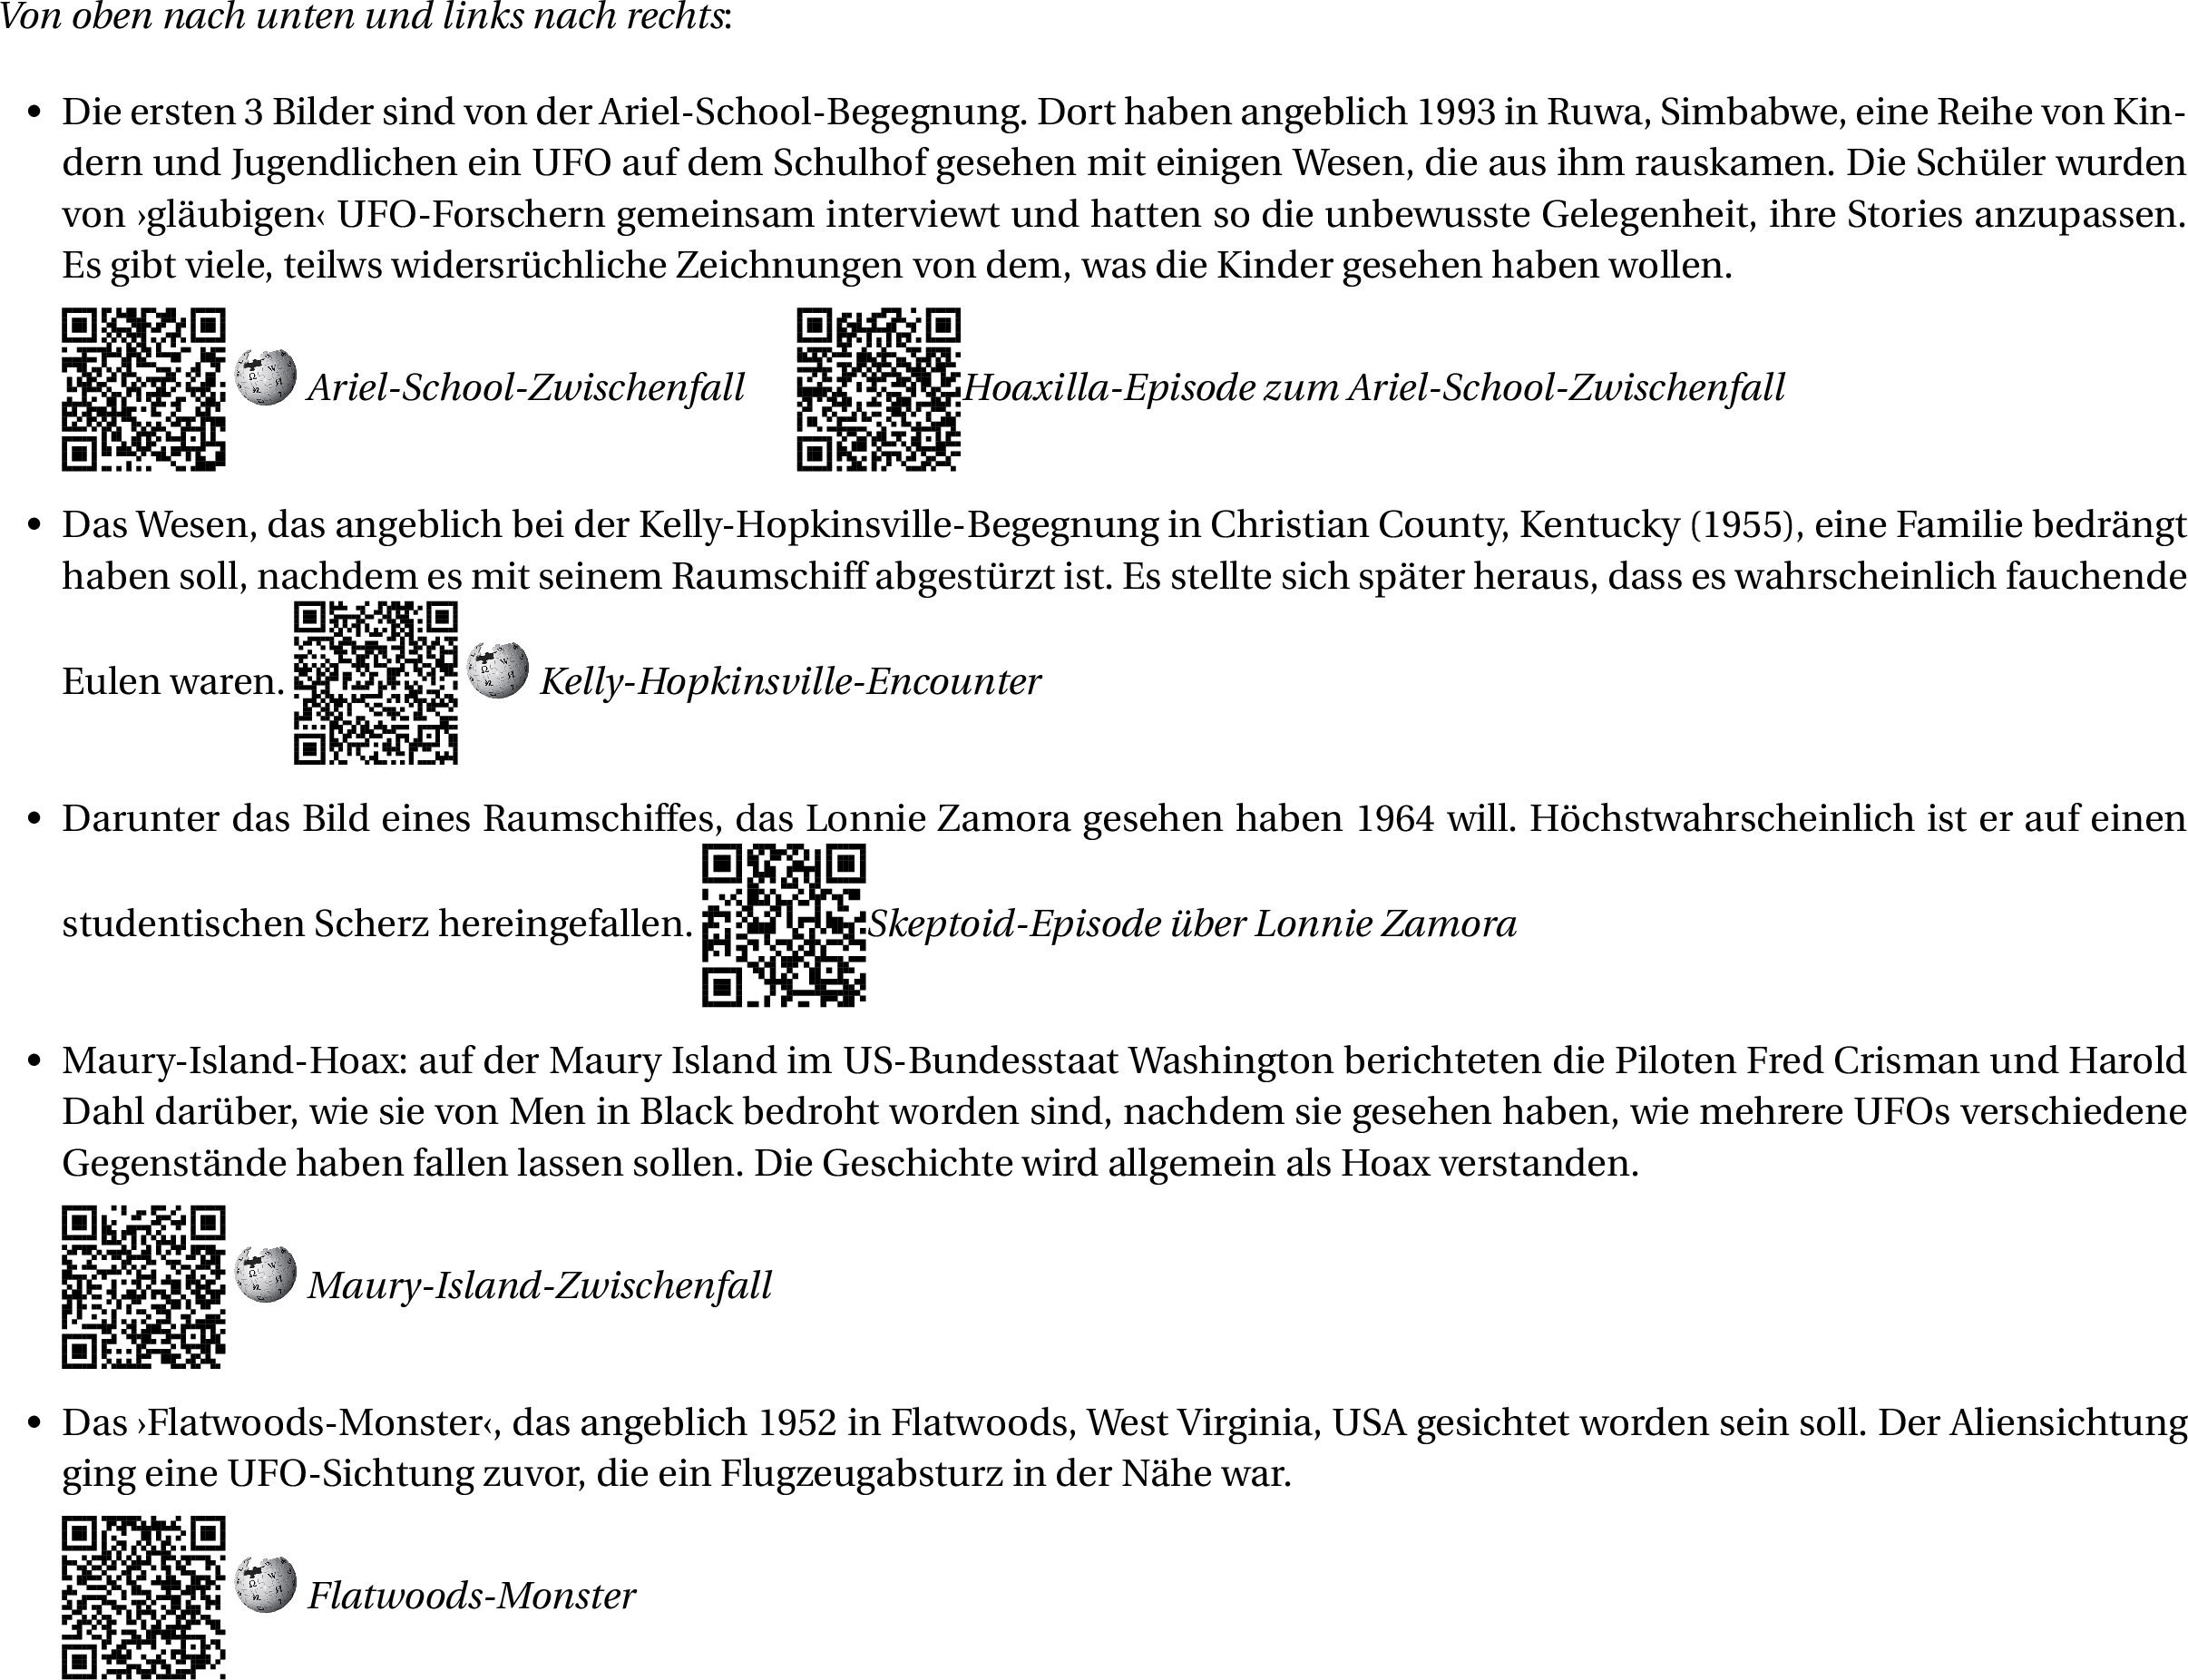 Von oben nach unten und links nach rechts:
• Die ersten 3 Bilder sind von der Ariel-School-Begegnung. Dort haben angeblich 1993 in Ruwa, Simbabwe, eine Reihe von Kin-
dern und Jugendlichen ein UFO auf dem Schulhof gesehen mit einigen Wesen, die aus ihm rauskamen. Die Schüler wurden
von ›gläubigen‹ UFO-Forschern gemeinsam interviewt und hatten so die unbewusste Gelegenheit, ihre Stories anzupassen.
Es gibt viele, teilws widersrüchliche Zeichnungen von dem, was die Kinder gesehen haben wollen.
Ariel-School-Zwischenfall Hoaxilla-Episode zum Ariel-School-Zwischenfall
• Das Wesen, das angeblich bei der Kelly-Hopkinsville-Begegnung in Christian County, Kentucky (1955), eine Familie bedrängt
haben soll, nachdem es mit seinem Raumschiff abgestürzt ist. Es stellte sich später heraus, dass es wahrscheinlich fauchende
Eulen waren. Kelly-Hopkinsville-Encounter
• Darunter das Bild eines Raumschiffes, das Lonnie Zamora gesehen haben 1964 will. Höchstwahrscheinlich ist er auf einen
studentischen Scherz hereingefallen. Skeptoid-Episode über Lonnie Zamora
• Maury-Island-Hoax: auf der Maury Island im US-Bundesstaat Washington berichteten die Piloten Fred Crisman und Harold
Dahl darüber, wie sie von Men in Black bedroht worden sind, nachdem sie gesehen haben, wie mehrere UFOs verschiedene
Gegenstände haben fallen lassen sollen. Die Geschichte wird allgemein als Hoax verstanden.
Maury-Island-Zwischenfall
• Das ›Flatwoods-Monster‹, das angeblich 1952 in Flatwoods, West Virginia, USA gesichtet worden sein soll. Der Aliensichtung
ging eine UFO-Sichtung zuvor, die ein Flugzeugabsturz in der Nähe war.
Flatwoods-Monster